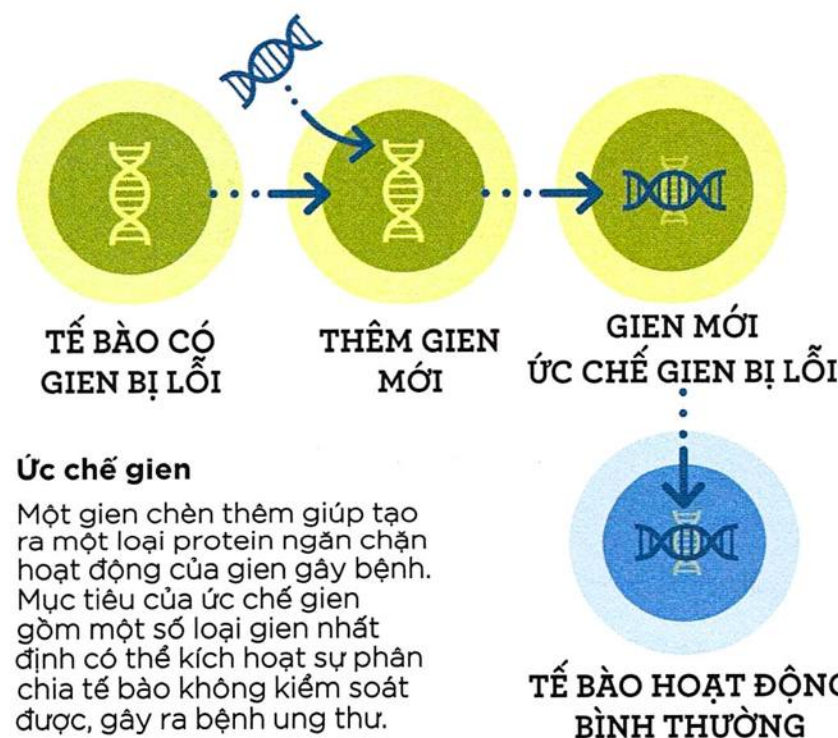 TẾ BÀO CÓ
GIEN BỊ LỖI
THÊM GIEN
MỚI
GIEN MỚI
ỨC CHẾ GIEN BỊ LỖI
Ức chế gien
Một gien chèn thêm giúp tạo
ra một loại protein ngăn chặn
hoạt động của gien gây bệnh.
Mục tiêu của ức chế gien
gồm một số loại gien nhất
định có thể kích hoạt sự phân
chia tế bào không kiểm soát
được, gây ra bệnh ung thư.
TẾ BÀO HOẠT ĐỘNG
BÌNH THƯỜNG